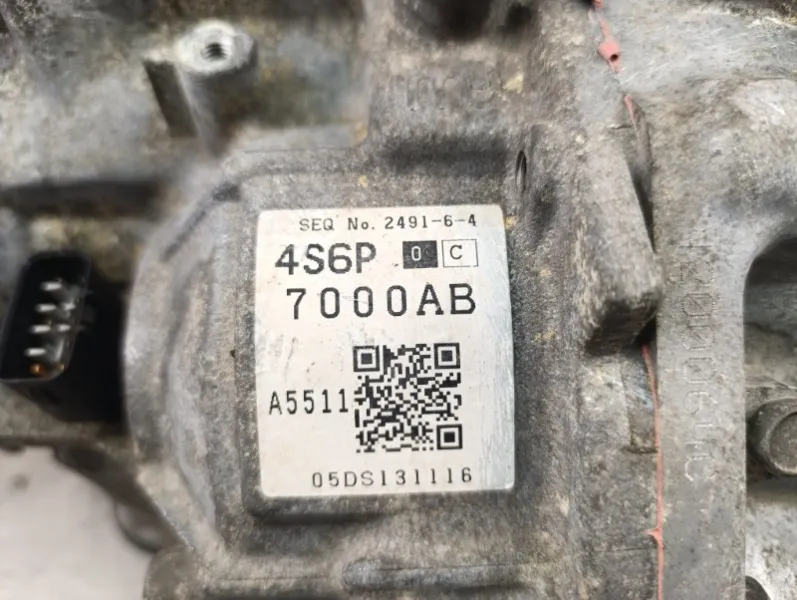 SEQ No. 2491-6-4
4S6P 0 C
7000AB
A5511
05DS131116